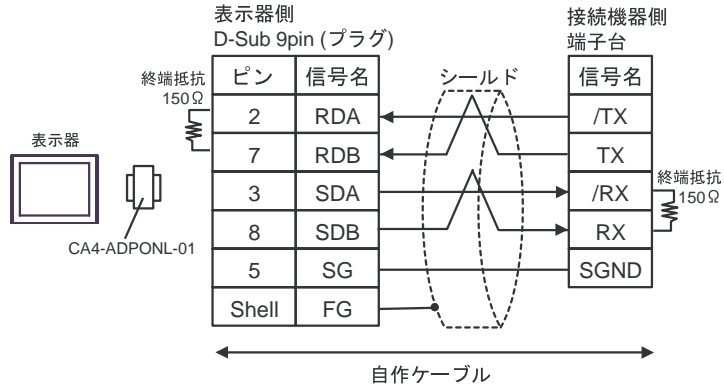 表示器側
D-Sub 9pin (プラグ)
接続機器側
端子台
終端抵抗
150Ω
ピン 信号名 シールド 信号名
2 RDA /TX
7 RDB TX
3 SDA /RX
8 SDB RX
5 SG SGND
Shell FG
表示器
CA4-ADPONL-01
終端抵抗
150Ω
自作ケーブル